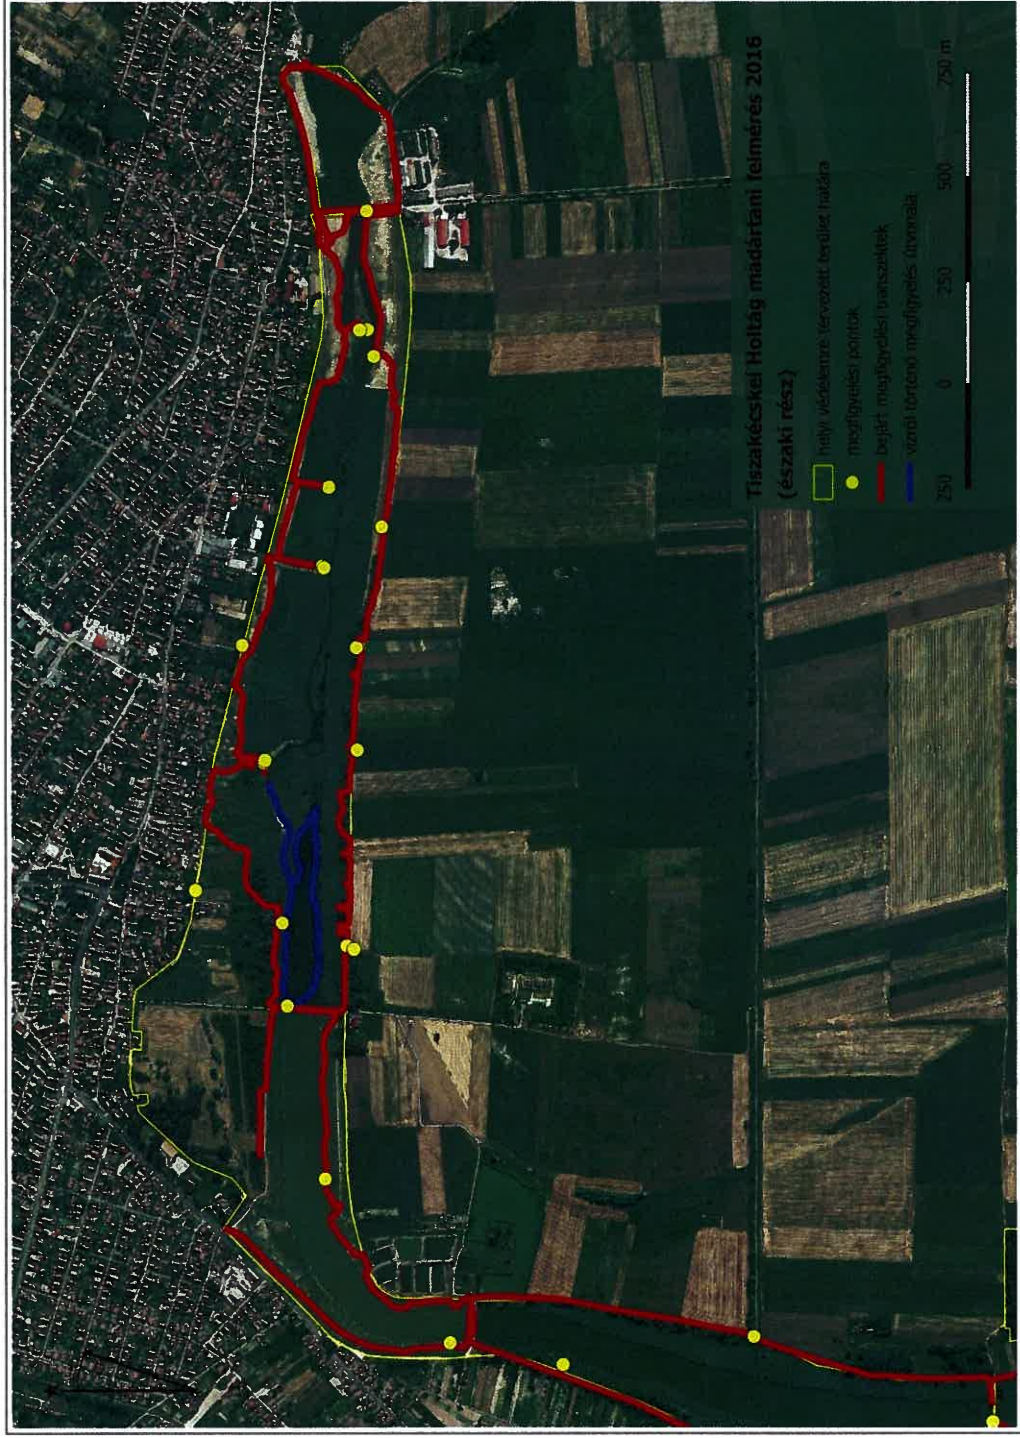 Tiszakécskei Holtág madártani felmérés 2016
(északi rész)
helyi védelemre tervezett terület határa
megfigyelési pontok
bejárt megfigyelési transzektek
vízről történő megfigyelés útvonala
250 0 250 500 750 m